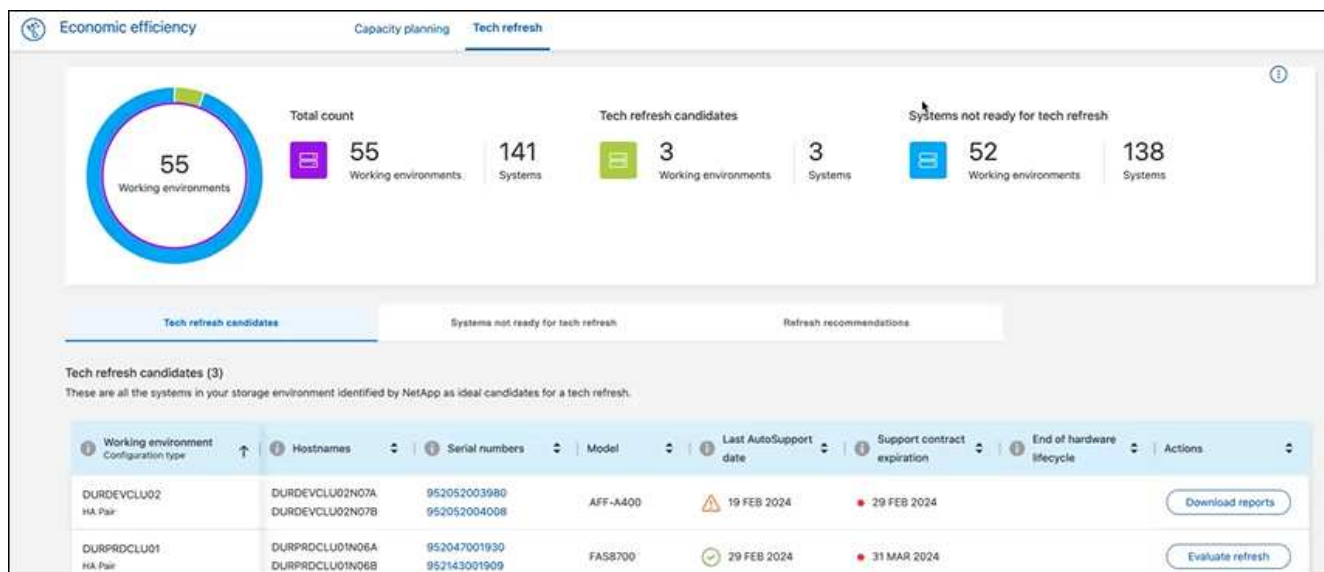 Economic efficiency
Capacity planning
Tech refresh
55
Working environments
Total count
55
Working environments
141
Systems
Tech refresh candidates
3
Working environments
3
Systems
Systems not ready for tech refresh
52
Working environments
138
Systems
Tech refresh candidates
Systems not ready for tech refresh
Refresh recommendations
Tech refresh candidates (3)
These are all the systems in your storage environment identified by NetApp as ideal candidates for a tech refresh.
Working environment
Configuration type
Hostnames
Serial numbers
Model
Last AutoSupport
date
Support contract
expiration
End of hardware
lifecycle
Actions
DURDEVCLU02
HA Pair
DURDEVCLU02N07A
DURDEVCLU02N07B
952052003980
952052004008
AFF-A400
19 FEB 2024
29 FEB 2024
Download reports
DURPRDCLU01
HA Pair
DURPRDCLU01N06A
DURPRDCLU01N06B
952047001930
952143001909
FAS8700
29 FEB 2024
31 MAR 2024
Evaluate refresh